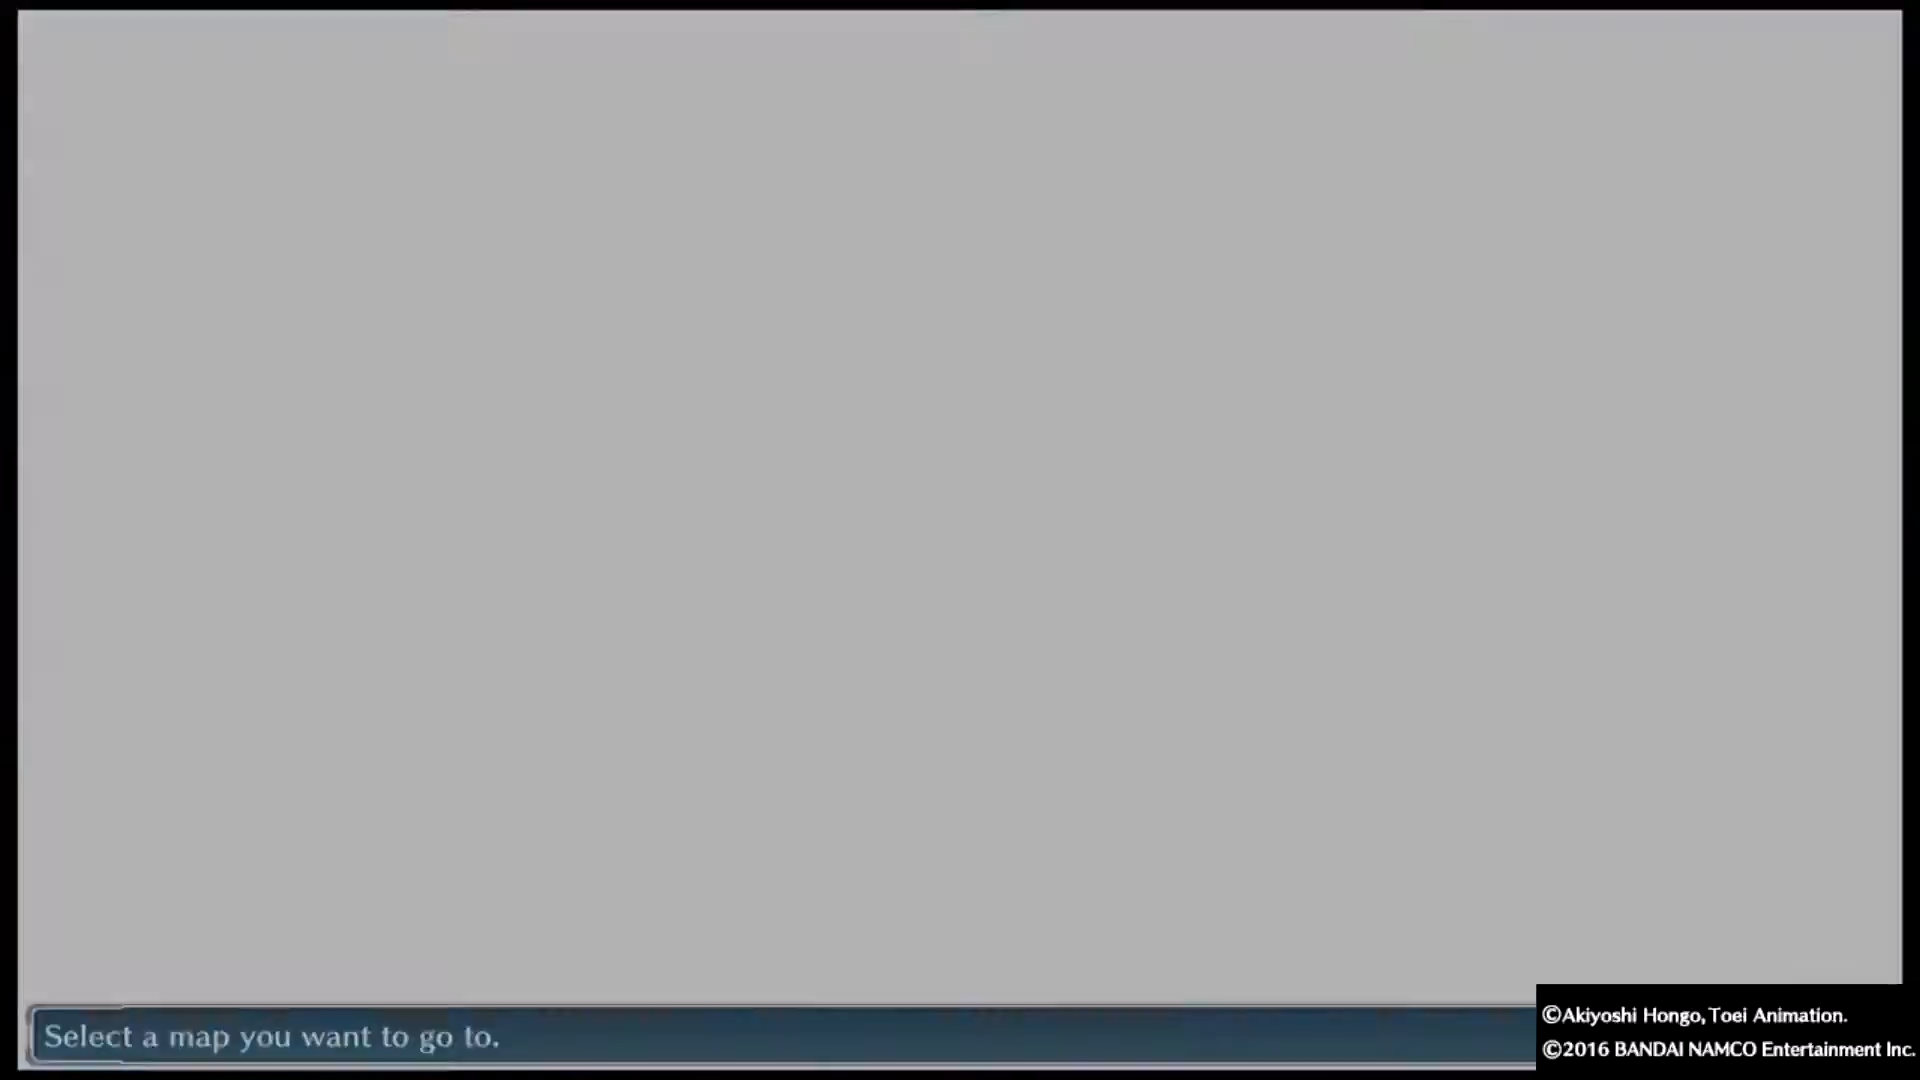 Select a map you want to go to.
©Akiyoshi Hongo, Toei Animation.
©2016 BANDAI NAMCO Entertainment Inc.